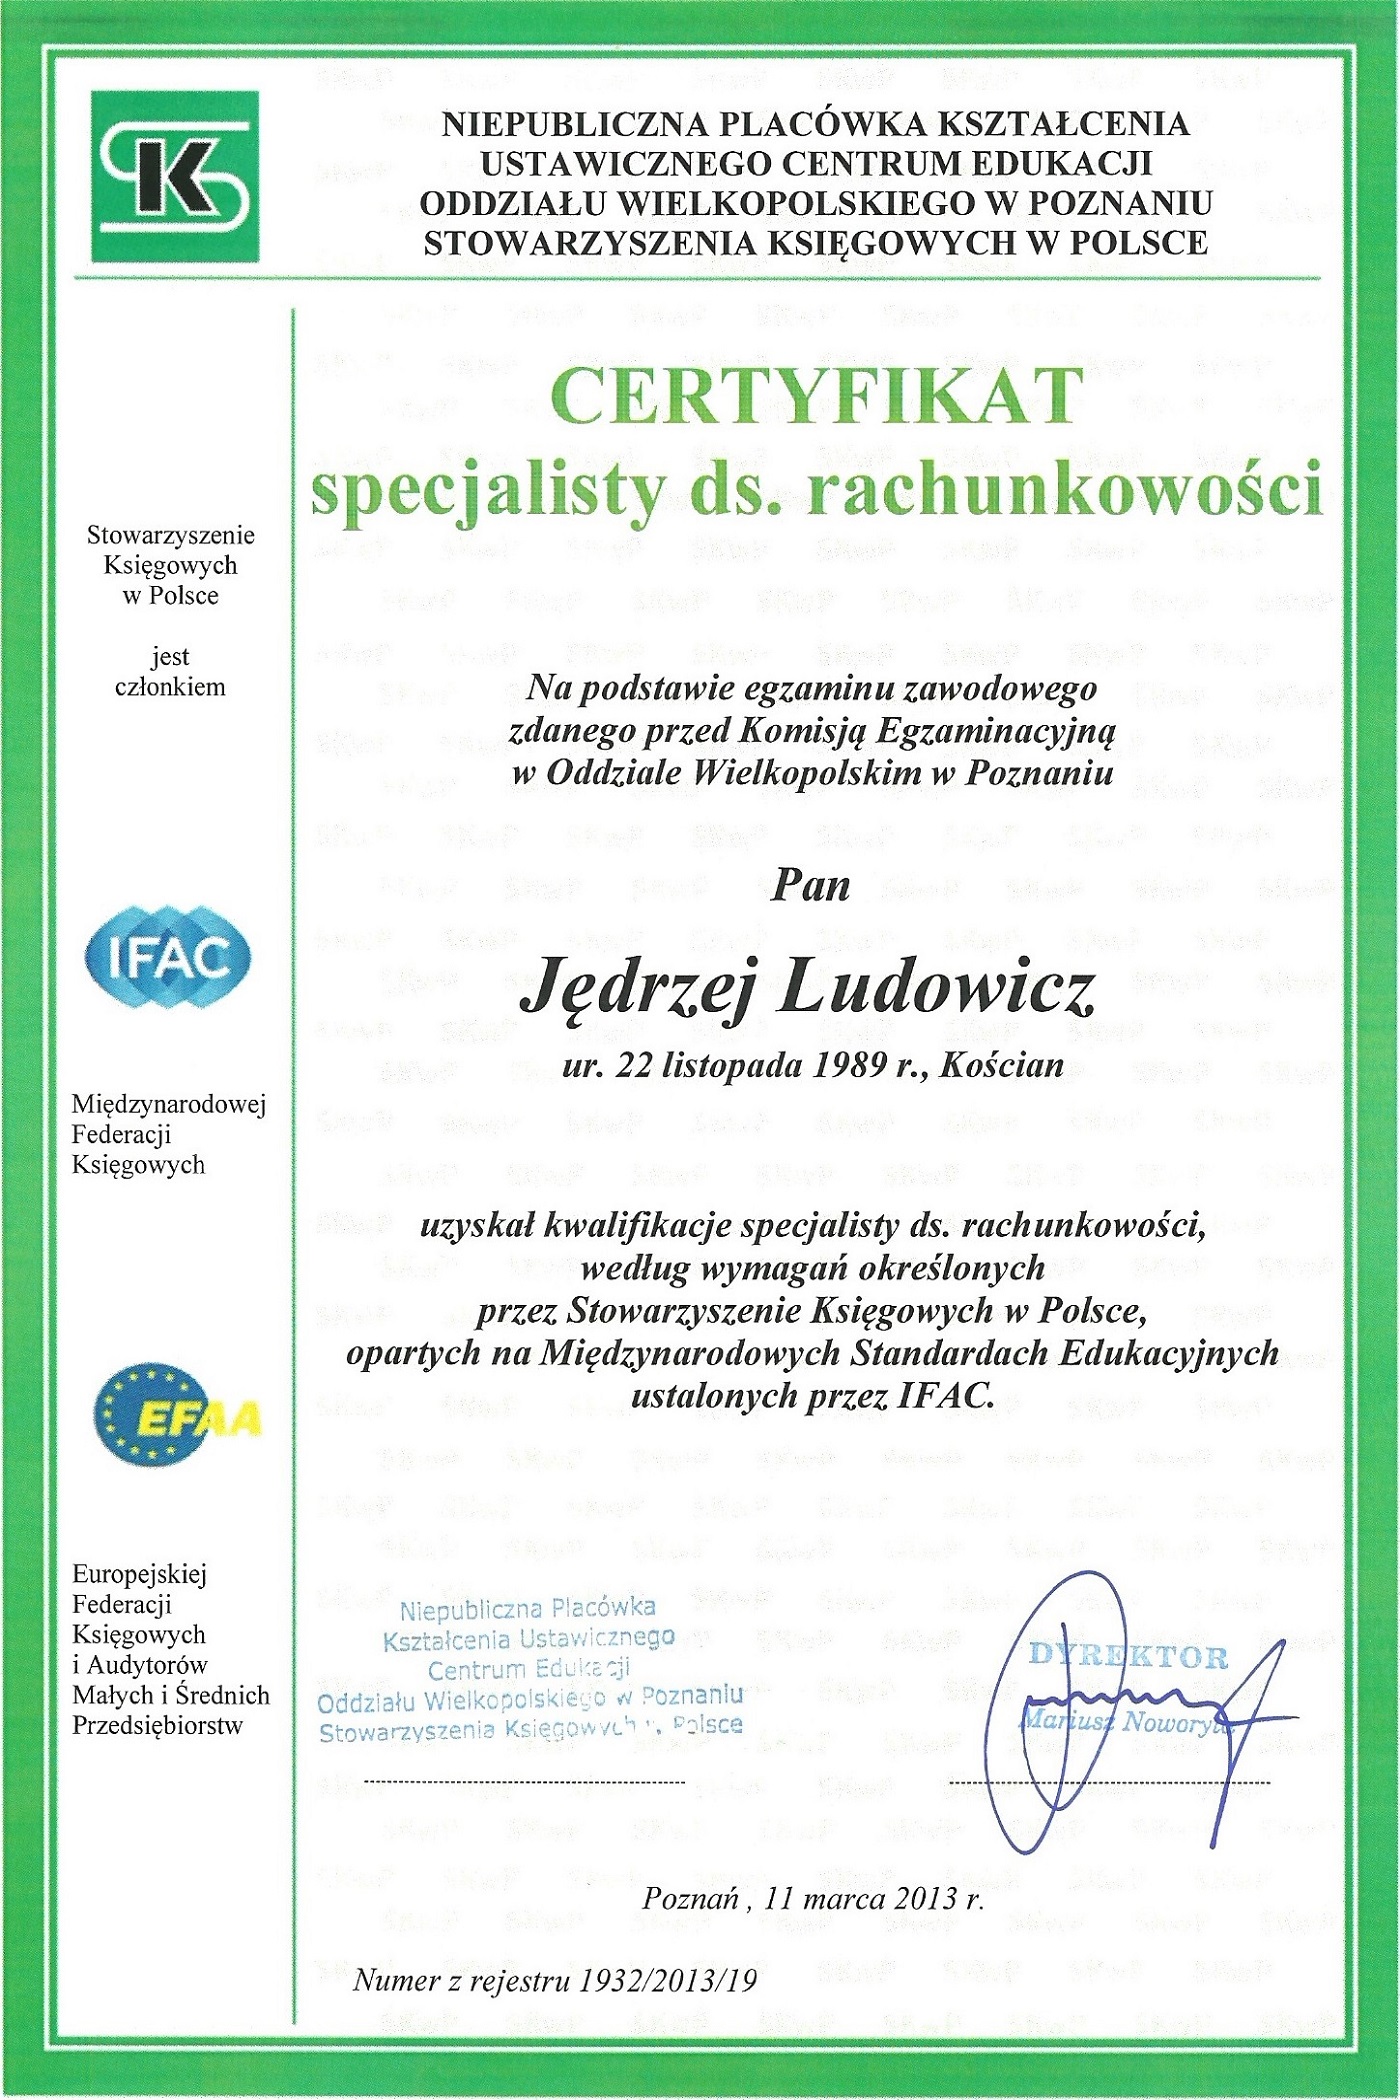 SK
NIEPUBLICZNA PLACÓWKA KSZTAŁCENIA
USTAWICZNEGO CENTRUM EDUKACJI
ODDZIAŁU WIELKOPOLSKIEGO W POZNANIU
STOWARZYSZENIA KSIĘGOWYCH W POLSCE
CERTYFIKAT
specjalisty ds. rachunkowości
Stowarzyszenie
Księgowych
w Polsce
jest
członkiem
IFAC
Międzynarodowej
Federacji
Księgowych
EFAA
Europejskiej
Federacji
Księgowych
i Audytorów
Małych i Średnich
Przedsiębiorstw
Na podstawie egzaminu zawodowego
zdanego przed Komisją Egzaminacyjną
w Oddziale Wielkopolskim w Poznaniu
Pan
Jędrzej Ludowicz
ur. 22 listopada 1989 r., Kościan
uzyskał kwalifikacje specjalisty ds. rachunkowości,
według wymagań określonych
przez Stowarzyszenie Księgowych w Polsce,
opartych na Międzynarodowych Standardach Edukacyjnych
ustalonych przez IFAC.
Niepubliczna Placówka
Kształcenia Ustawicznego
Centrum Edukacji
Oddziału Wielkopolskiego w Poznaniu
Stowarzyszenia Księgowych w Polsce
DYREKTOR
Mariusz
Poznań , 11 marca 2013 r.
Numer z rejestru 1932/2013/19